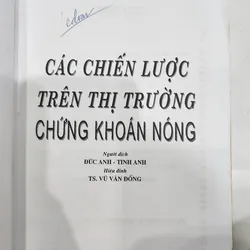 CÁC CHIẾN LƯỢC
TRÊN THỊ TRƯỜNG
CHỨNG KHOÁN NÓNG
Người dịch
ĐỨC ANH - TINH ANH
Hiệu đính
TS. VŨ VĂN ĐỒNG